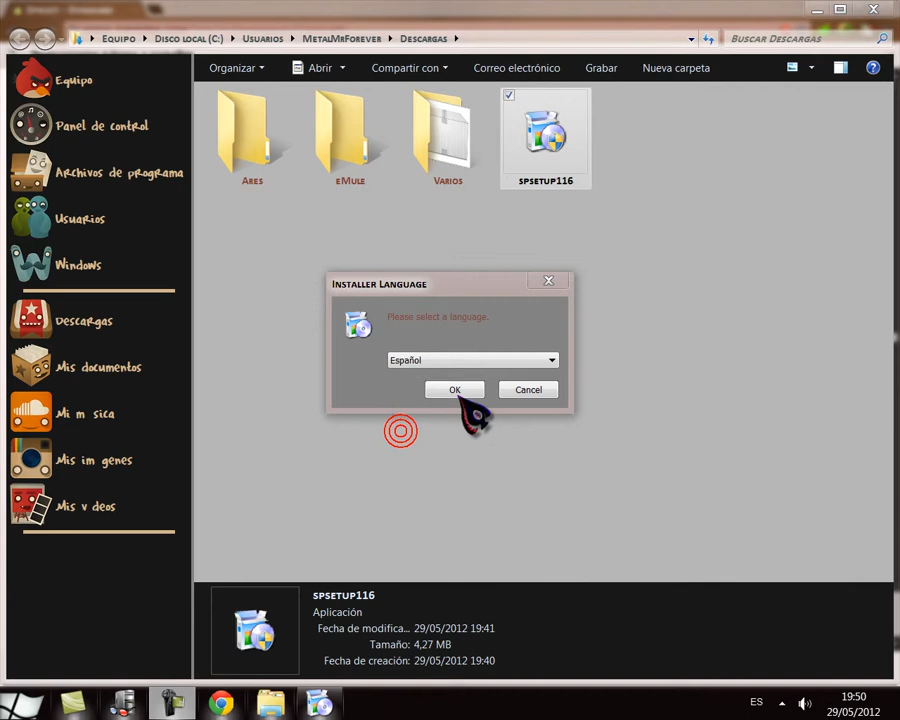 Equipo
Disco local (C:)
Usuarios
MetalMrForever
Descargas
Buscar Descargas
Organizar
Abrir
Compartir con
Correo electrónico
Grabar
Nueva carpeta
Equipo
Panel de control
Archivos de programa
Usuarios
Windows
Descargas
Mis documentos
Mi m sica
Mis im genes
Mis v deos
Ares
eMule
Varios
spsetup116
Installer Language
Please select a language.
Español
OK
Cancel
spsetup116
Aplicación
Fecha de modifica... 29/05/2012 19:41
Tamaño: 4,27 MB
Fecha de creación: 29/05/2012 19:40
ES
19:50
29/05/2012